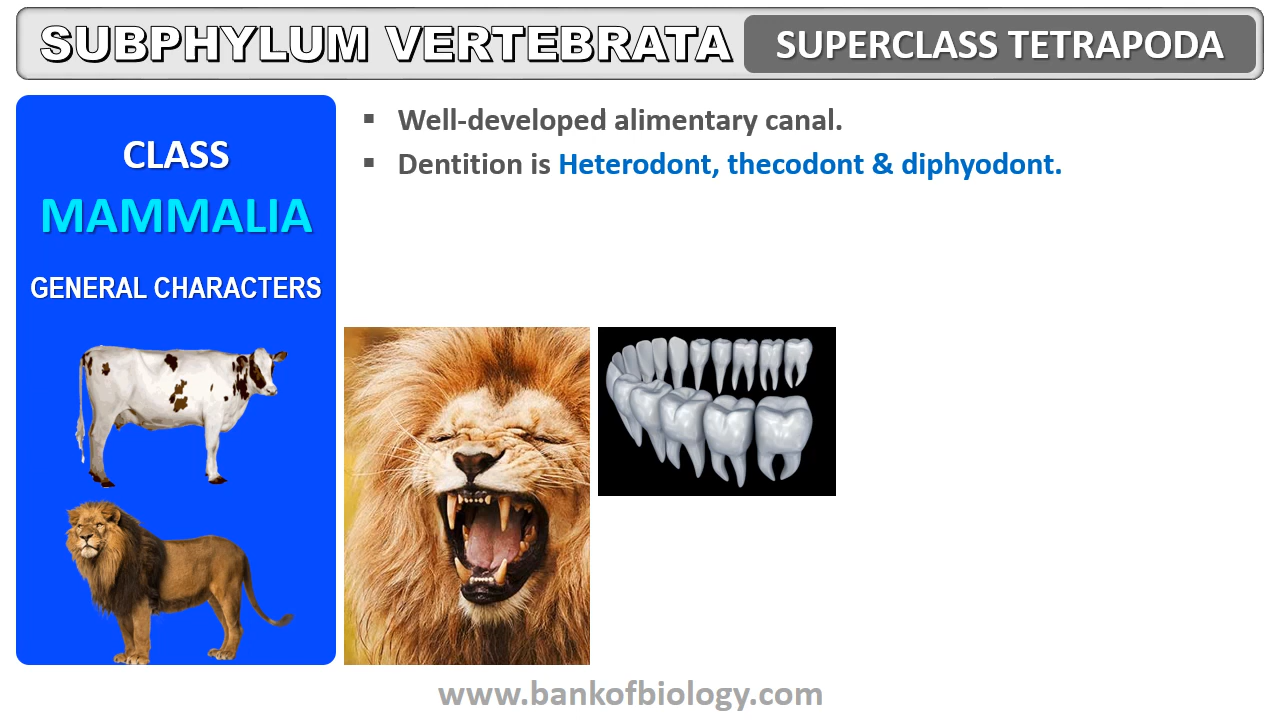 SUBPHYLUM VERTEBRATA
SUPERCLASS TETRAPODA
CLASS
MAMMALIA
GENERAL CHARACTERS
▪ Well-developed alimentary canal.
▪ Dentition is Heterodont, thecodont & diphyodont.
www.bankofbiology.com